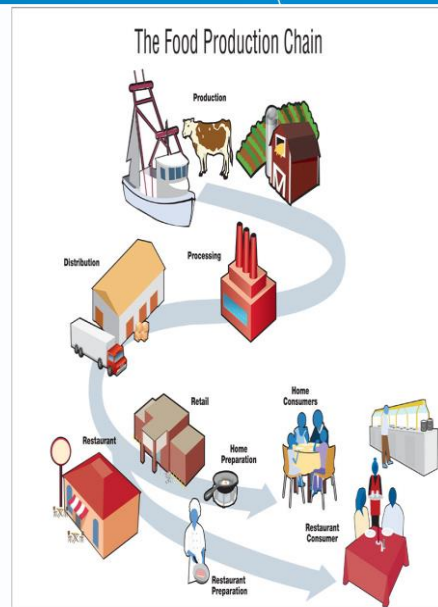 The Food Production Chain
Production
Processing
Distribution
Retail
Home
Consumers
Restaurant
Home
Preparation
Restaurant
Consumer
Restaurant
Preparation